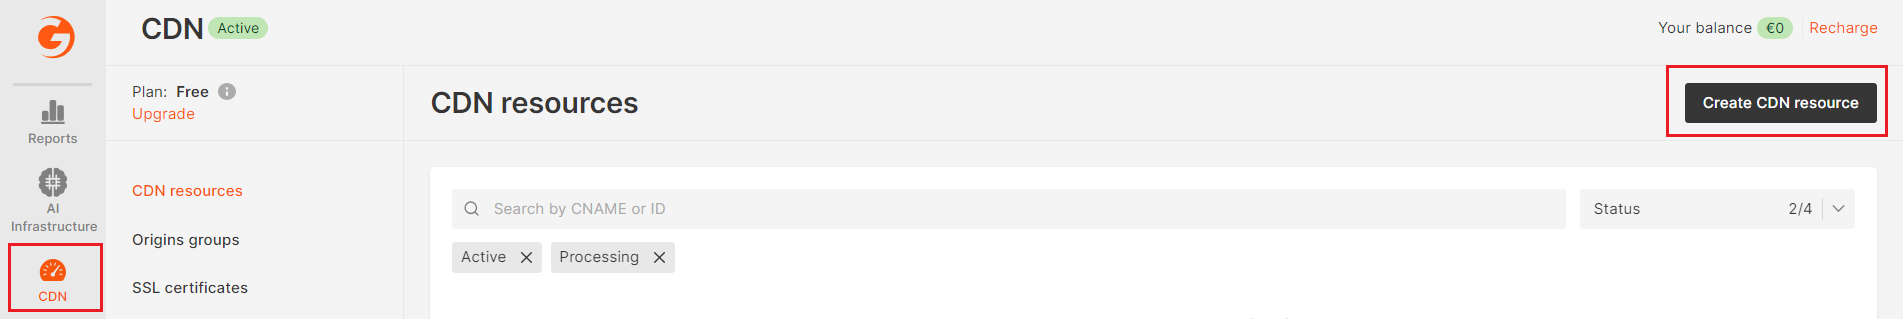 CDN Active
Your balance €0 Recharge
Reports
AI
Infrastructure
CDN
Plan: Free
Upgrade
CDN resources
Origins groups
SSL certificates
CDN resources
Create CDN resource
Search by CNAME or ID
Status 2/4
Active
Processing